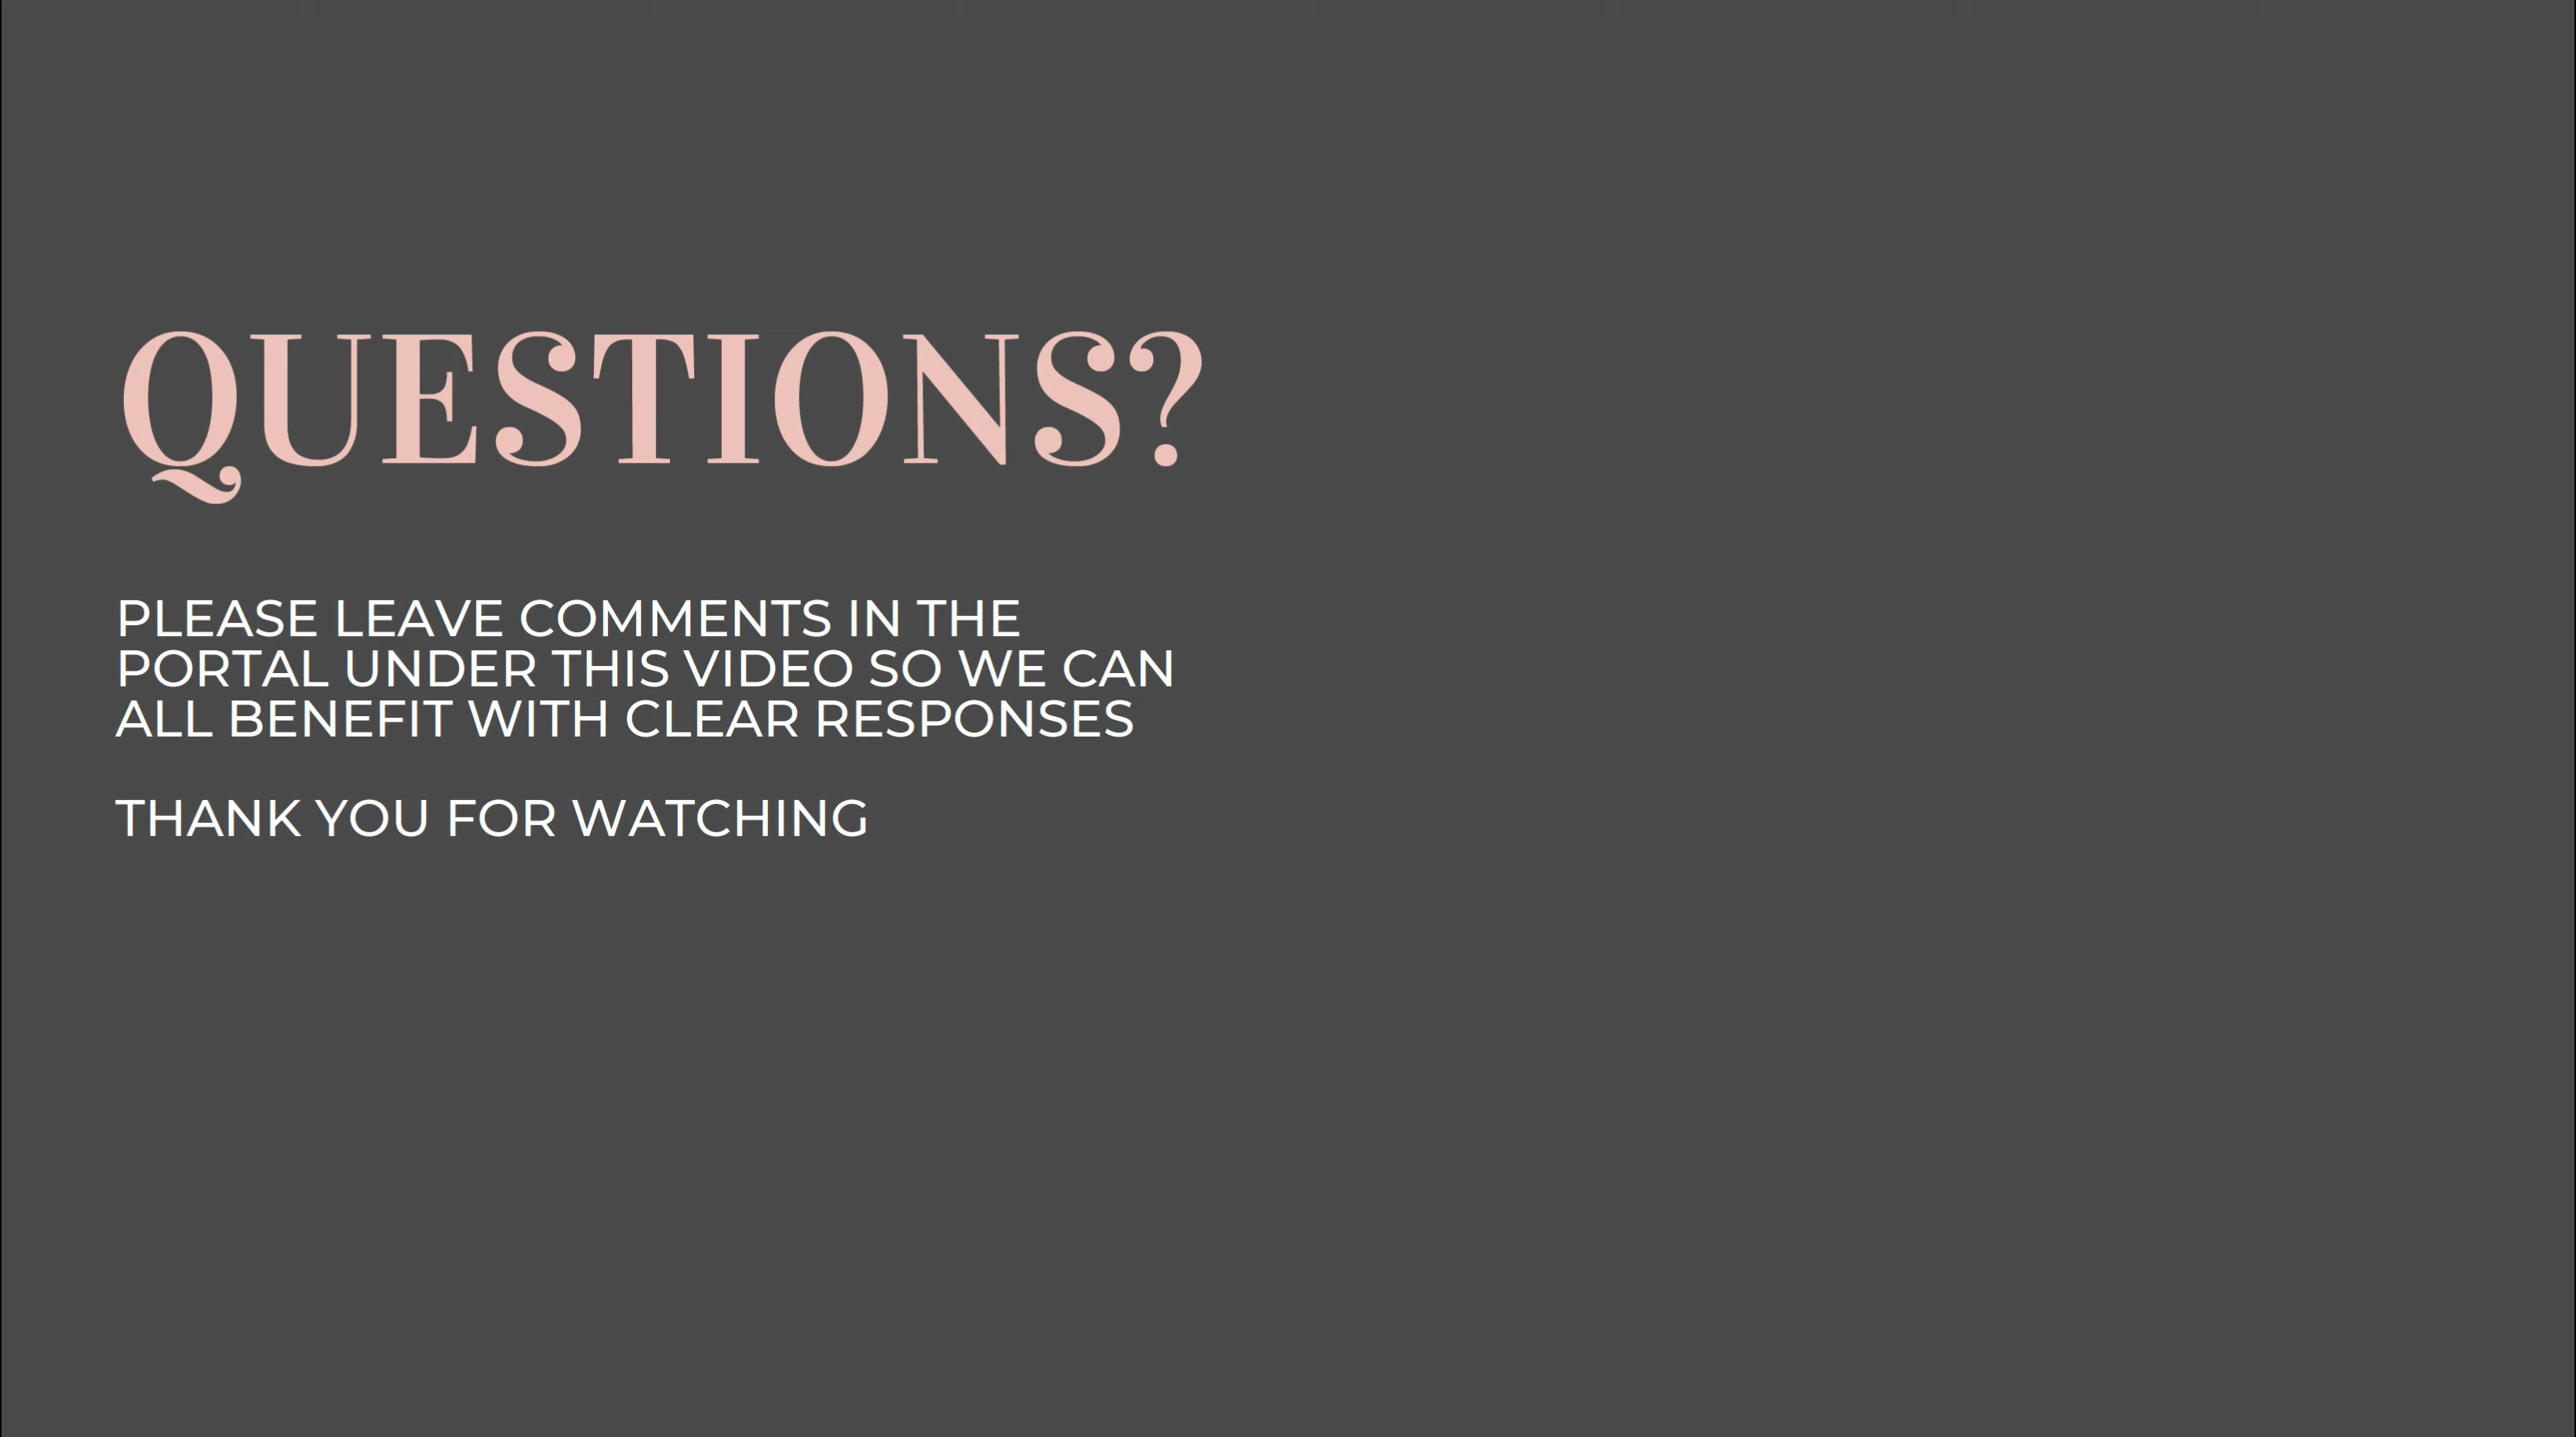 QUESTIONS?
PLEASE LEAVE COMMENTS IN THE
PORTAL UNDER THIS VIDEO SO WE CAN
ALL BENEFIT WITH CLEAR RESPONSES
THANK YOU FOR WATCHING